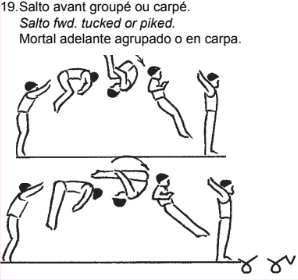 19.Salto avant groupé ou carpé.
Salto fwd. tucked or piked.
Mortal adelante agrupado o en carpa.